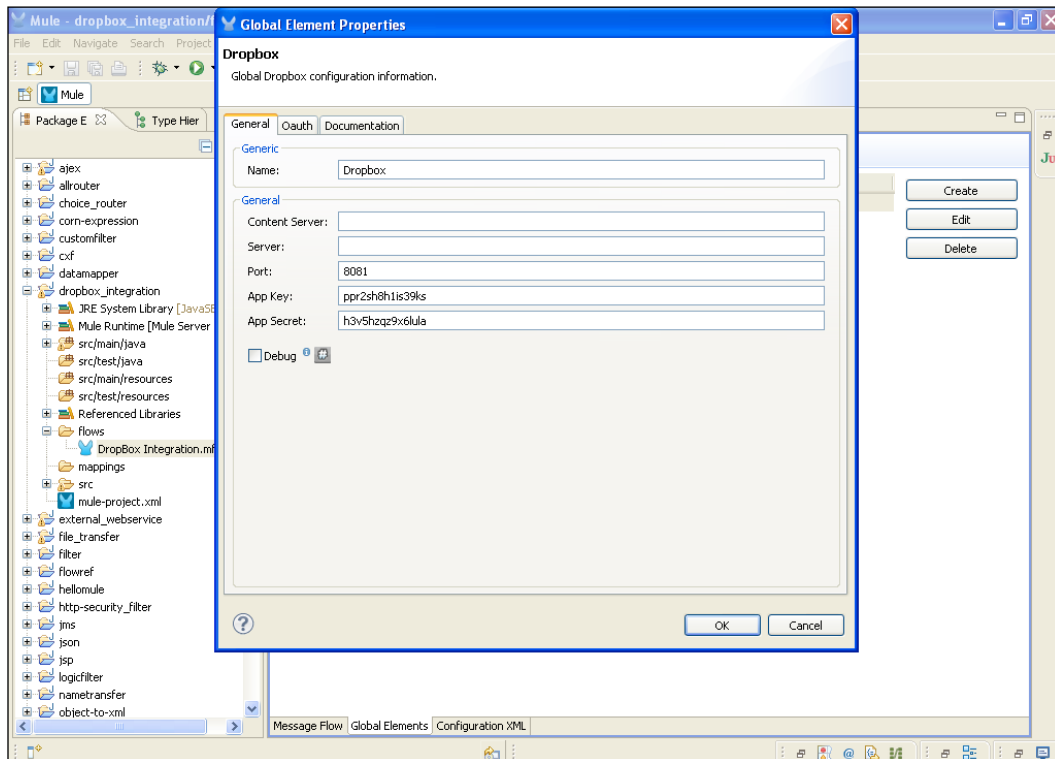 Mule - dropbox_integration/f
Global Element Properties
File Edit Navigate Search Project
Dropbox
Global Dropbox configuration information.
Mule
Package E
Type Hier
General Oauth Documentation
Generic
Name: Dropbox
General
Content Server:
Server:
Port: 8081
App Key: ppr2sh8h1is39ks
App Secret: h3v5hzqz9x6lula
Debug
Create
Edit
Delete
Ju
ajex
allrouter
choice_router
corn-expression
customfilter
cxf
datamapper
dropbox_integration
JRE System Library [JavaSE
Mule Runtime [Mule Server
src/main/java
src/test/java
src/main/resources
src/test/resources
Referenced Libraries
flows
DropBox Integration.mf
mappings
src
mule-project.xml
external_webservice
file_transfer
filter
flowref
hellomule
http-security_filter
jms
json
jsp
logicfilter
nametransfer
object-to-xml
OK Cancel
Message Flow Global Elements Configuration XML